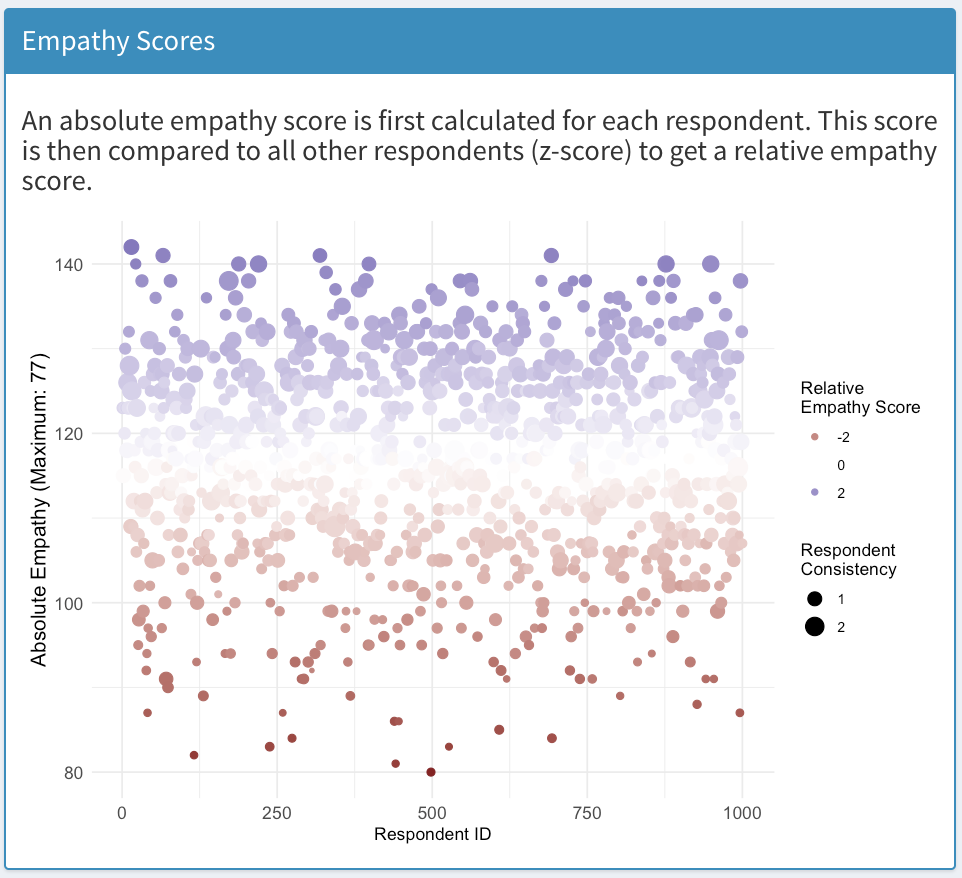 Empathy Scores
An absolute empathy score is first calculated for each respondent. This score
is then compared to all other respondents (z-score) to get a relative empathy
score.
140
120
100
80
Absolute Empathy (Maximum: 77)
0 250 500 750 1000
Respondent ID
Relative
Empathy Score
-2
0
2
Respondent
Consistency
1
2